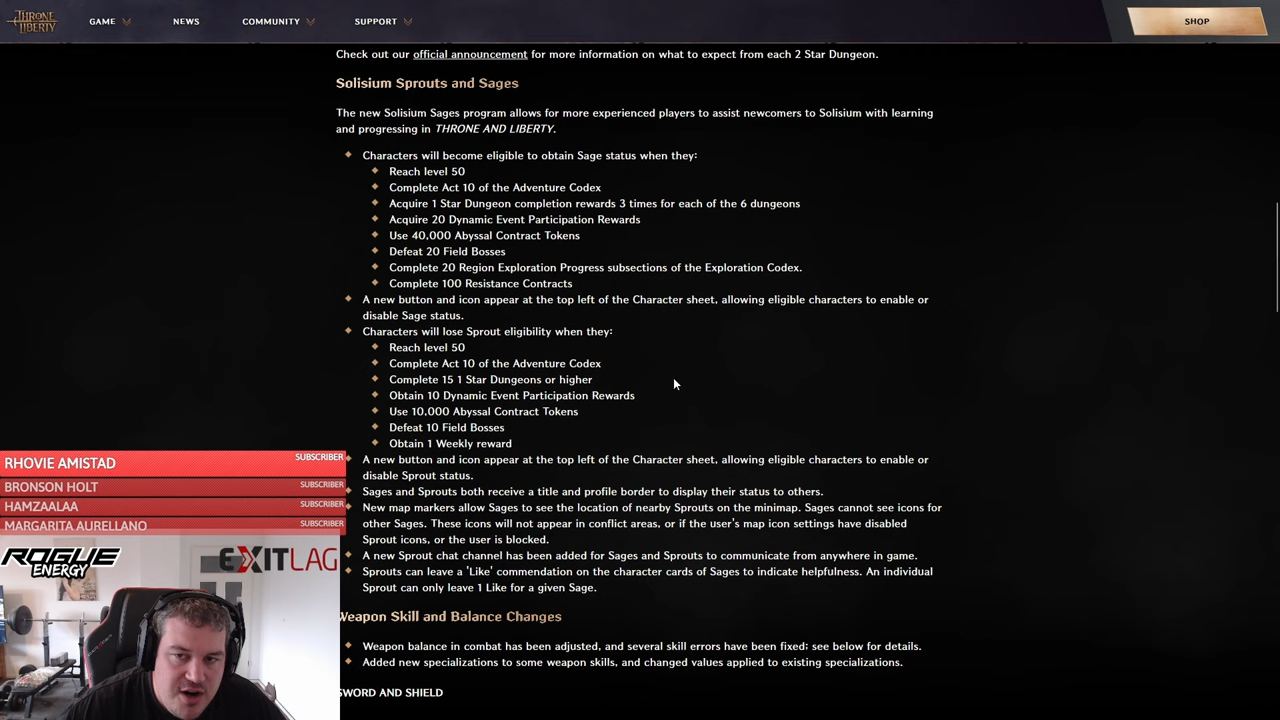 THRONE
LIBERTY
GAME
NEWS
COMMUNITY
SUPPORT
SHOP
Check out our official announcement for more information on what to expect from each 2 Star Dungeon.
Solisium Sprouts and Sages
The new Solisium Sages program allows for more experienced players to assist newcomers to Solisium with learning
and progressing in THRONE AND LIBERTY.
Characters will become eligible to obtain Sage status when they:
Reach level 50
Complete Act 10 of the Adventure Codex
Acquire 1 Star Dungeon completion rewards 3 times for each of the 6 dungeons
Acquire 20 Dynamic Event Participation Rewards
Use 40,000 Abyssal Contract Tokens
Defeat 20 Field Bosses
Complete 20 Region Exploration Progress subsections of the Exploration Codex.
Complete 100 Resistance Contracts
A new button and icon appear at the top left of the Character sheet, allowing eligible characters to enable or
disable Sage status.
Characters will lose Sprout eligibility when they:
Reach level 50
Complete Act 10 of the Adventure Codex
Complete 15 1 Star Dungeons or higher
Obtain 10 Dynamic Event Participation Rewards
Use 10,000 Abyssal Contract Tokens
Defeat 10 Field Bosses
Obtain 1 Weekly reward
A new button and icon appear at the top left of the Character sheet, allowing eligible characters to enable or
disable Sprout status.
Sages and Sprouts both receive a title and profile border to display their status to others.
New map markers allow Sages to see the location of nearby Sprouts on the minimap. Sages cannot see icons for
other Sages. These icons will not appear in conflict areas, or if the user's map icon settings have disabled
Sprout icons, or the user is blocked.
A new Sprout chat channel has been added for Sages and Sprouts to communicate from anywhere in game.
Sprouts can leave a 'Like' commendation on the character cards of Sages to indicate helpfulness. An individual
Sprout can only leave 1 Like for a given Sage.
Weapon Skill and Balance Changes
Weapon balance in combat has been adjusted, and several skill errors have been fixed; see below for details.
Added new specializations to some weapon skills, and changed values applied to existing specializations.
SWORD AND SHIELD
RHOVIE AMISTAD SUBSCRIBER
BRONSON HOLT SUBSCRIBER
HAMZAALAA SUBSCRIBER
MARGARITA AURELLANO SUBSCRIBER
ROGUE
ENERGY
EXITLAG